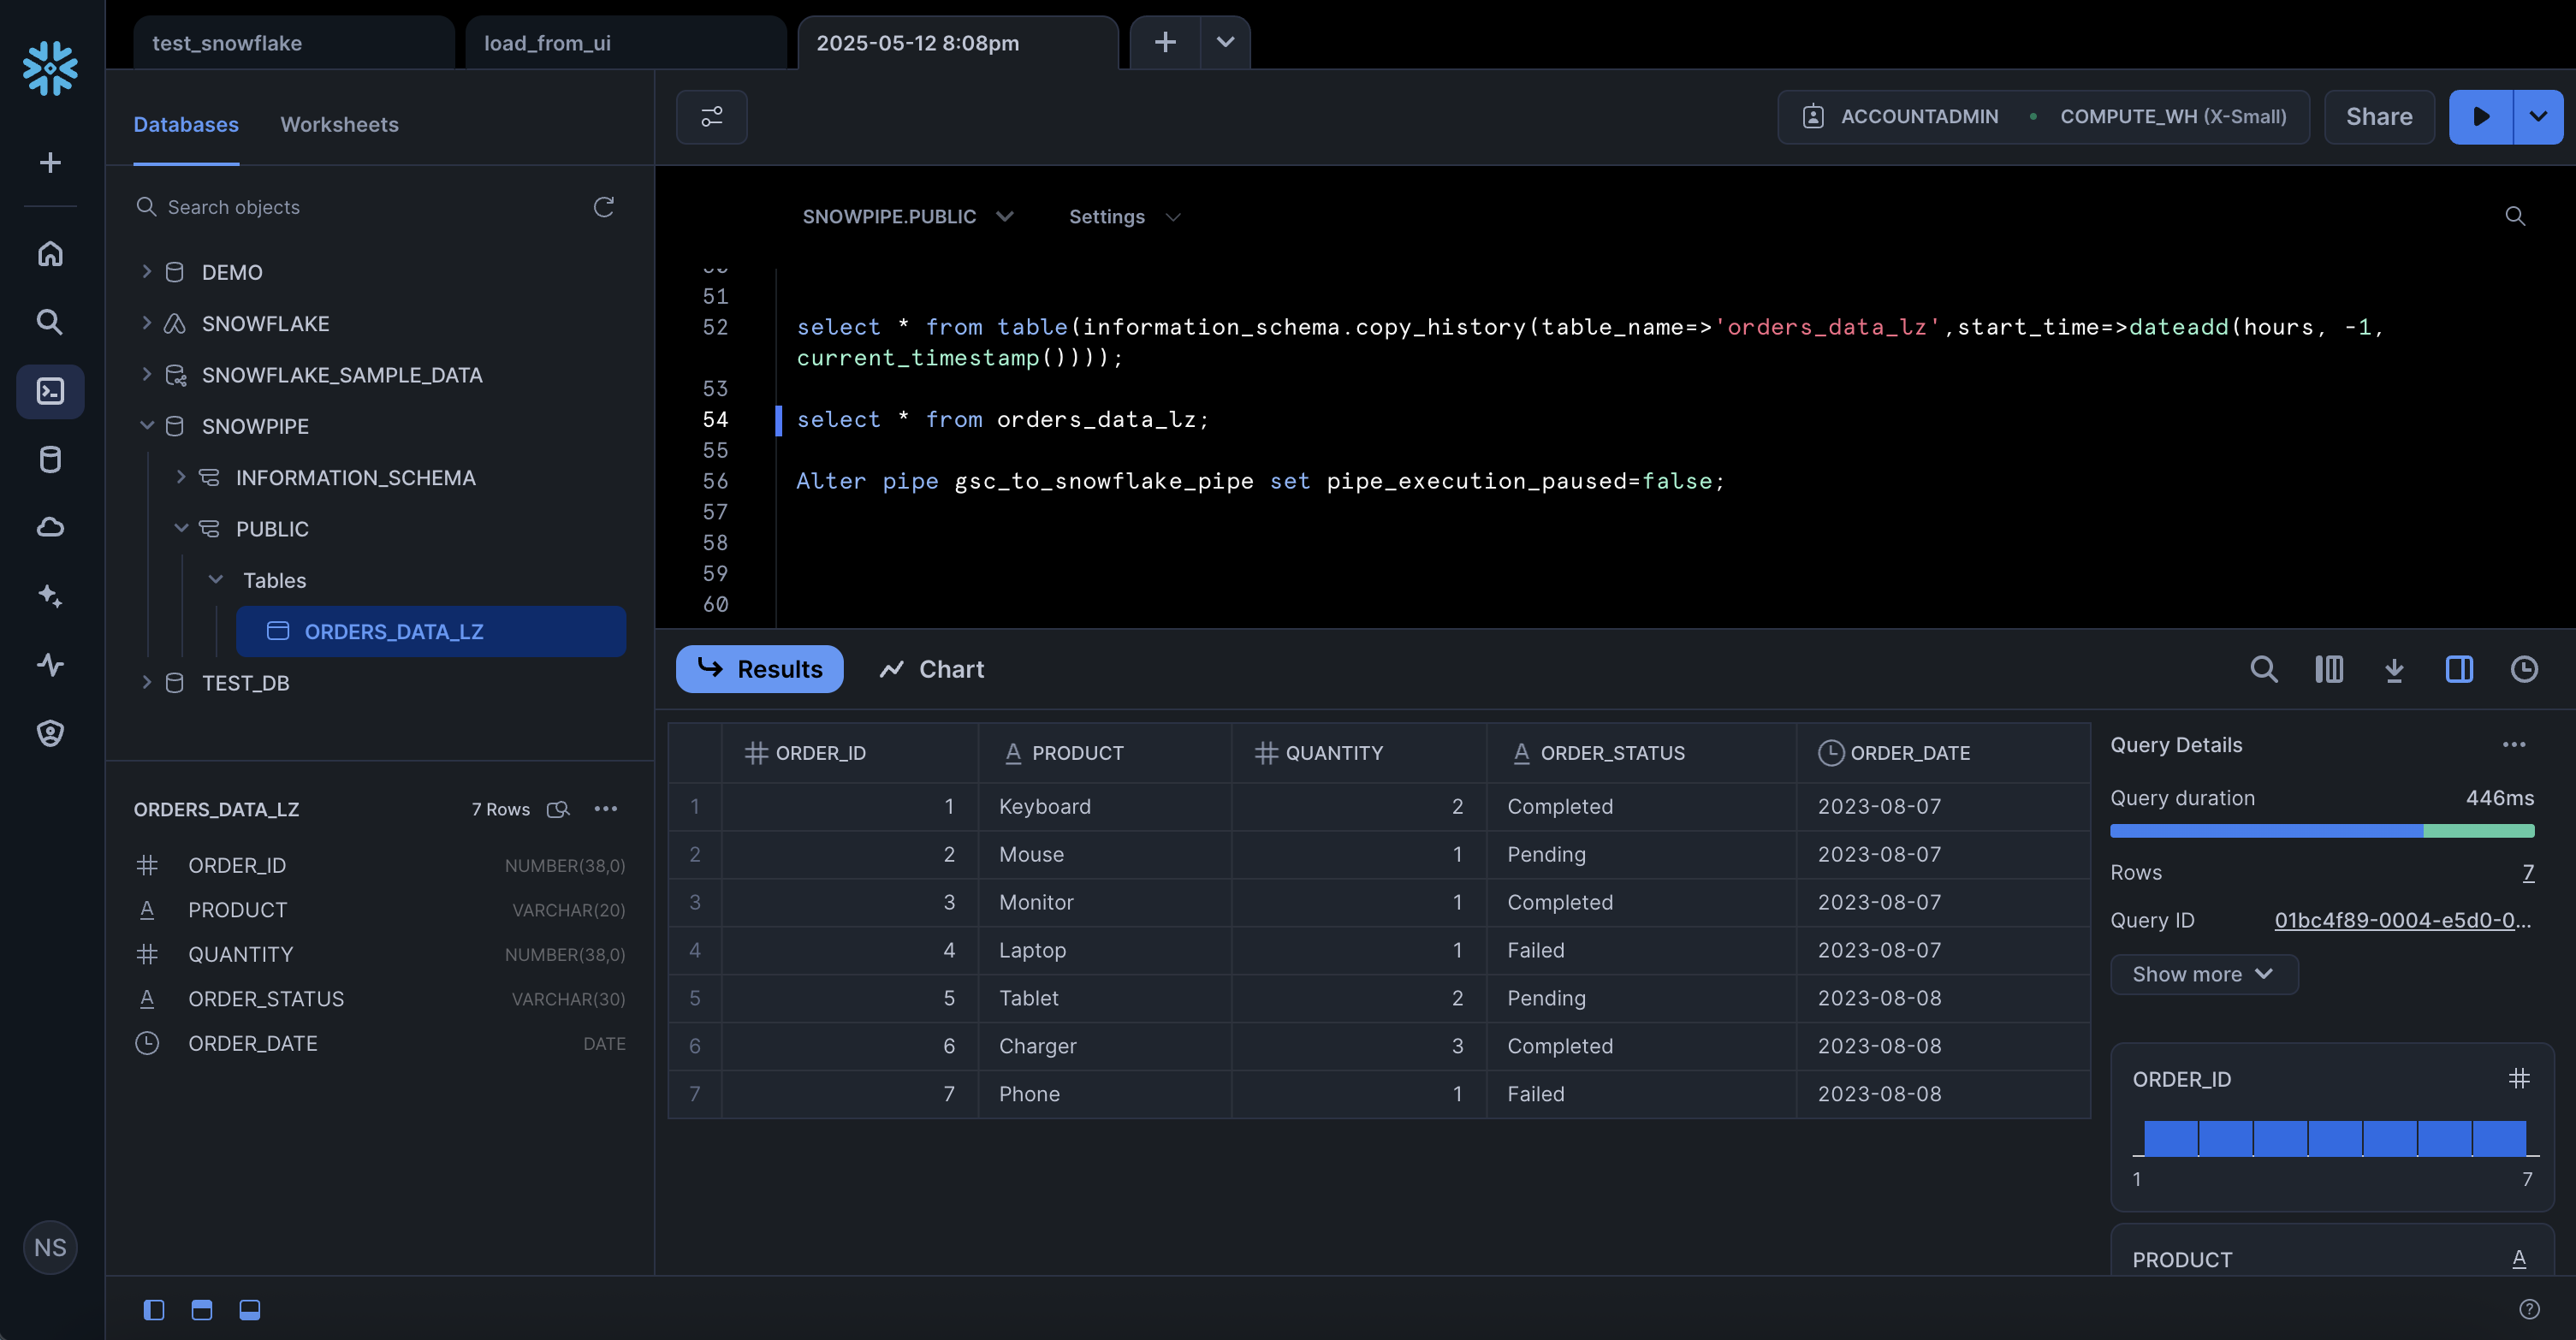 test_snowflake
load_from_ui
2025-05-12 8:08pm
Databases
Worksheets
ACCOUNTADMIN
COMPUTE_WH (X-Small)
Share
Search objects
DEMO
SNOWFLAKE
SNOWFLAKE_SAMPLE_DATA
SNOWPIPE
INFORMATION_SCHEMA
PUBLIC
Tables
ORDERS_DATA_LZ
TEST_DB
ORDERS_DATA_LZ 7 Rows
ORDER_ID NUMBER(38,0)
PRODUCT VARCHAR(20)
QUANTITY NUMBER(38,0)
ORDER_STATUS VARCHAR(30)
ORDER_DATE DATE
NS
SNOWPIPE.PUBLIC
Settings
51
52 select * from table(information_schema.copy_history(table_name=>'orders_data_lz',start_time=>dateadd(hours, -1,
current_timestamp())));
53
54 select * from orders_data_lz;
55
56 Alter pipe gsc_to_snowflake_pipe set pipe_execution_paused=false;
57
58
59
60
Results
Chart
ORDER_ID PRODUCT QUANTITY ORDER_STATUS ORDER_DATE
1 1 Keyboard 2 Completed 2023-08-07
2 2 Mouse 1 Pending 2023-08-07
3 3 Monitor 1 Completed 2023-08-07
4 4 Laptop 1 Failed 2023-08-07
5 5 Tablet 2 Pending 2023-08-08
6 6 Charger 3 Completed 2023-08-08
7 7 Phone 1 Failed 2023-08-08
Query Details
Query duration 446ms
Rows 7
Query ID 01bc4f89-0004-e5d0-0...
Show more
ORDER_ID
1 7
PRODUCT